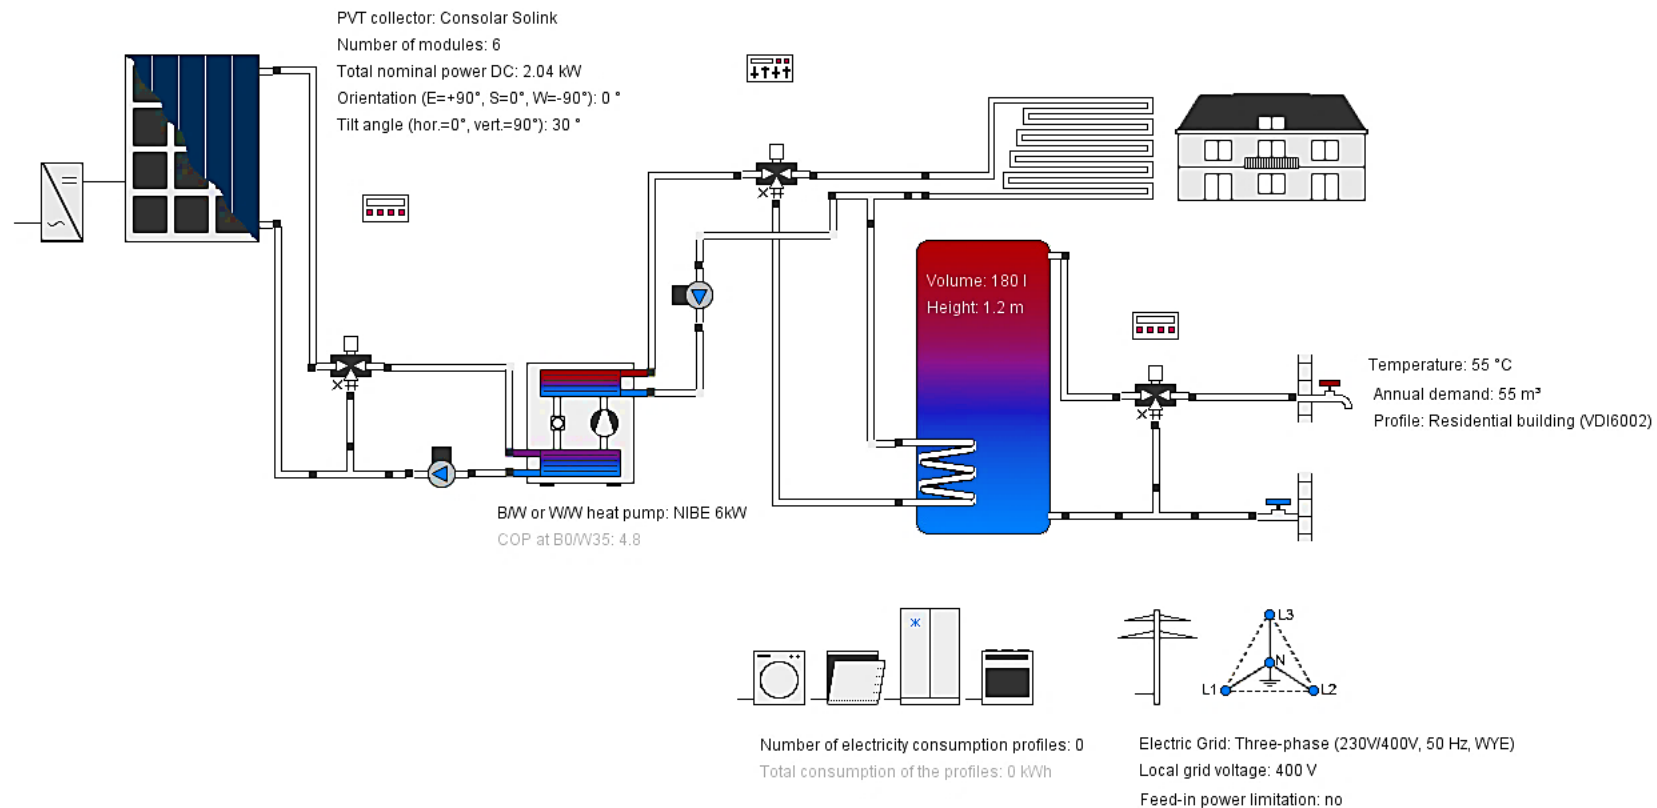 PVT collector: Consolar Solink
Number of modules: 6
Total nominal power DC: 2.04 kW
Orientation (E=+90°, S=0°, W=-90°): 0 °
Tilt angle (hor.=0°, vert.=90°): 30 °
Volume: 180 l
Height: 1.2 m
Temperature: 55 °C
Annual demand: 55 m³
Profile: Residential building (VDI6002)
B/W or W/W heat pump: NIBE 6kW
COP at B0/W35: 4.8
L3
N
L1
L2
Number of electricity consumption profiles: 0
Total consumption of the profiles: 0 kWh
Electric Grid: Three-phase (230V/400V, 50 Hz, WYE)
Local grid voltage: 400 V
Feed-in power limitation: no